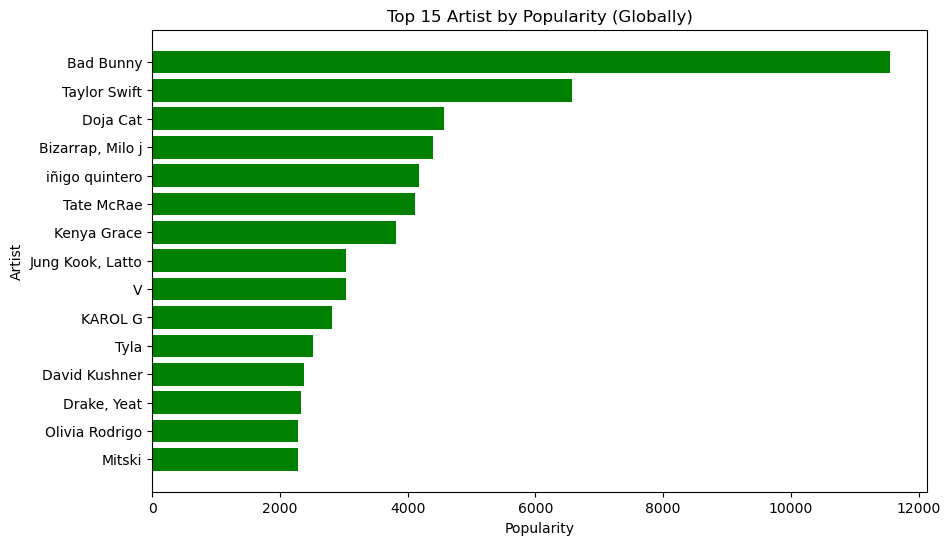 Top 15 Artist by Popularity (Globally)
Bad Bunny
Taylor Swift
Doja Cat
Bizarrap, Milo j
iñigo quintero
Tate McRae
Kenya Grace
Jung Kook, Latto
V
KAROL G
Tyla
David Kushner
Drake, Yeat
Olivia Rodrigo
Mitski
Artist
0 2000 4000 6000 8000 10000 12000
Popularity